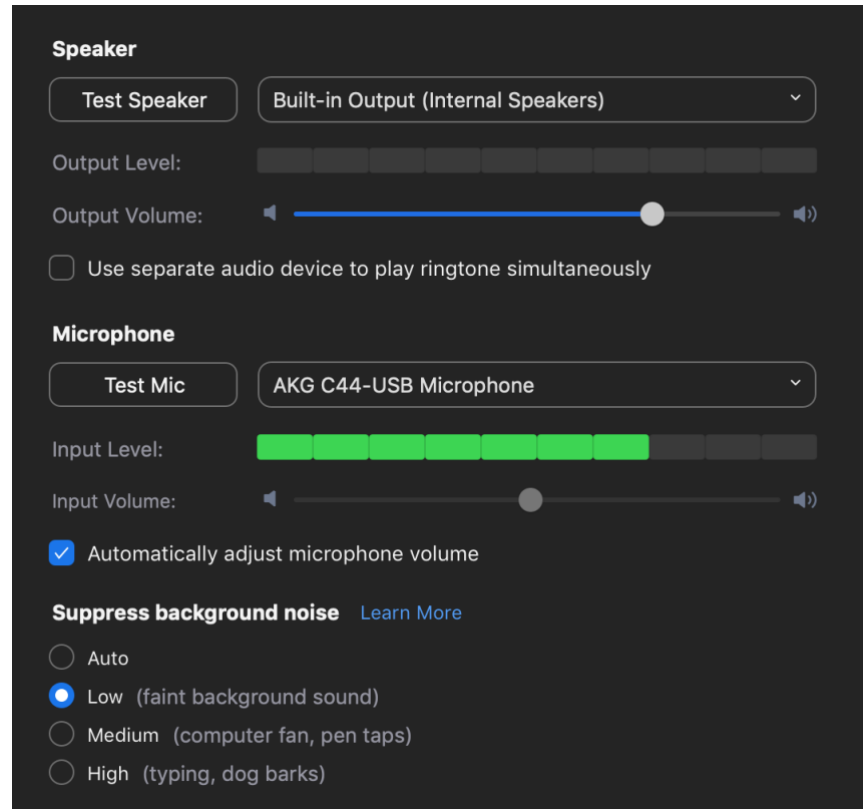 Speaker
Test Speaker Built-in Output (Internal Speakers)
Output Level:
Output Volume:
Use separate audio device to play ringtone simultaneously
Microphone
Test Mic AKG C44-USB Microphone
Input Level:
Input Volume:
Automatically adjust microphone volume
Suppress background noise Learn More
Auto
Low (faint background sound)
Medium (computer fan, pen taps)
High (typing, dog barks)